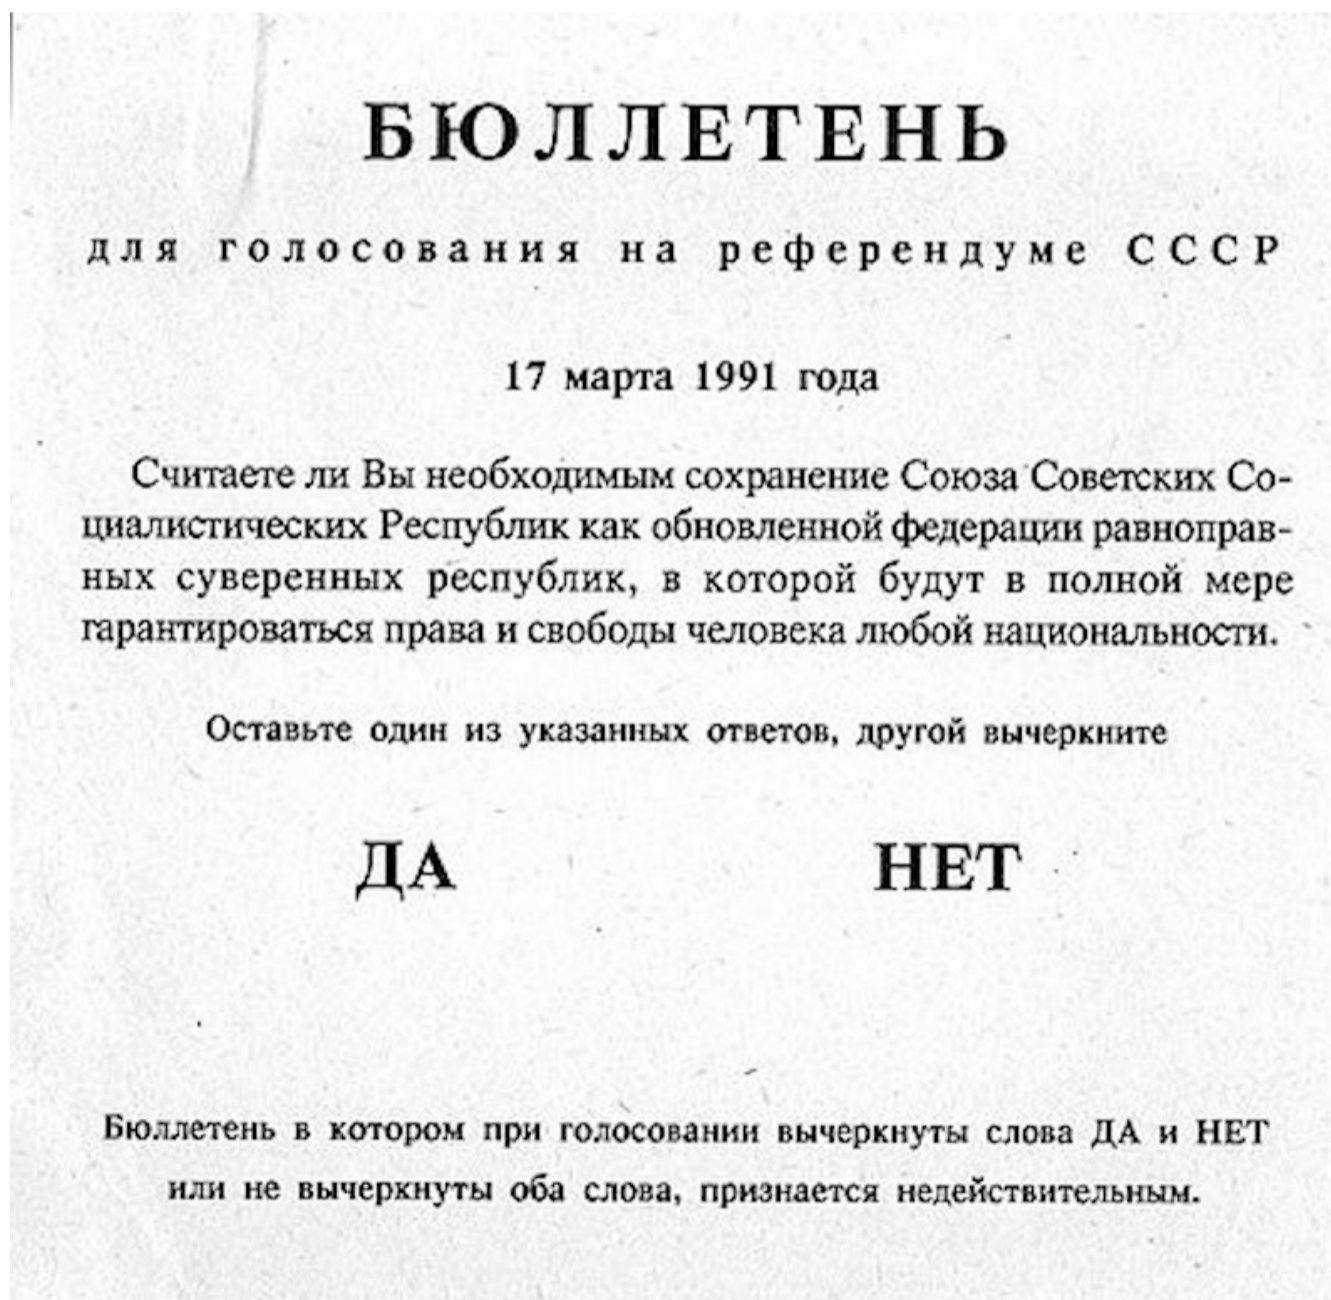 БЮЛЛЕТЕНЬ
для голосования на референдуме СССР
17 марта 1991 года
Считаете ли Вы необходимым сохранение Союза Советских Со-
циалистических Республик как обновленной федерации равноправ-
ных суверенных республик, в которой будут в полной мере
гарантироваться права и свободы человека любой национальности.
Оставьте один из указанных ответов, другой вычеркните
ДА НЕТ
Бюллетень в котором при голосовании вычеркнуты слова ДА и НЕТ
или не вычеркнуты оба слова, признается недействительным.